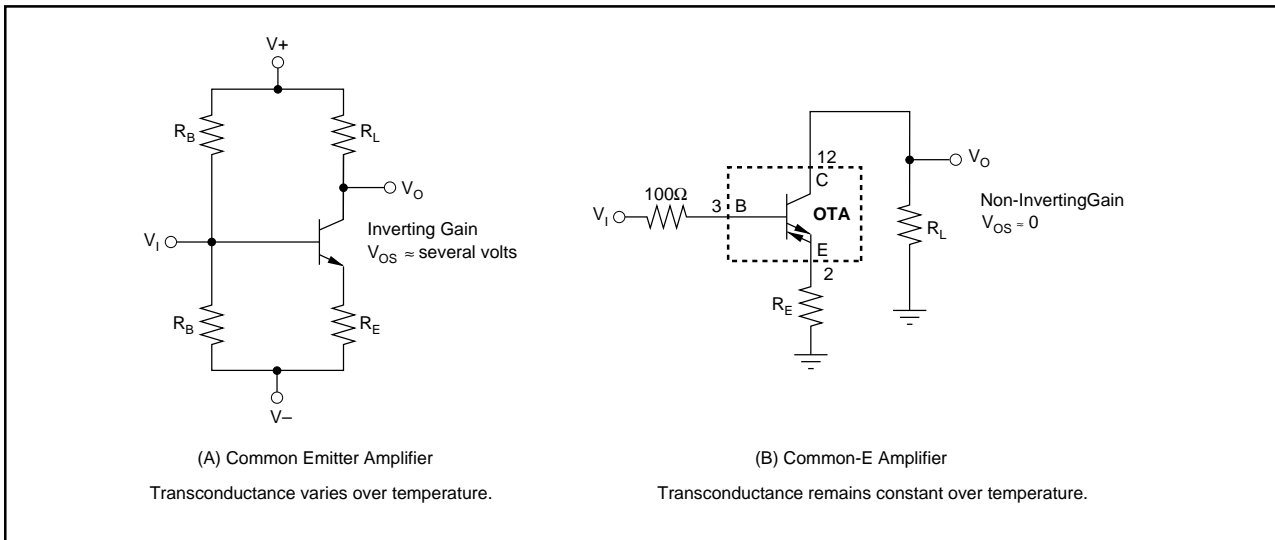 V+
R_B
R_L
V_O
Inverting Gain
V_OS ≈ several volts
V_I
R_B
R_E
V–
(A) Common Emitter Amplifier
Transconductance varies over temperature.
12
C
V_O
100Ω
3
B
OTA
V_I
Non-InvertingGain
V_OS ≈ 0
R_L
E
2
R_E
(B) Common-E Amplifier
Transconductance remains constant over temperature.